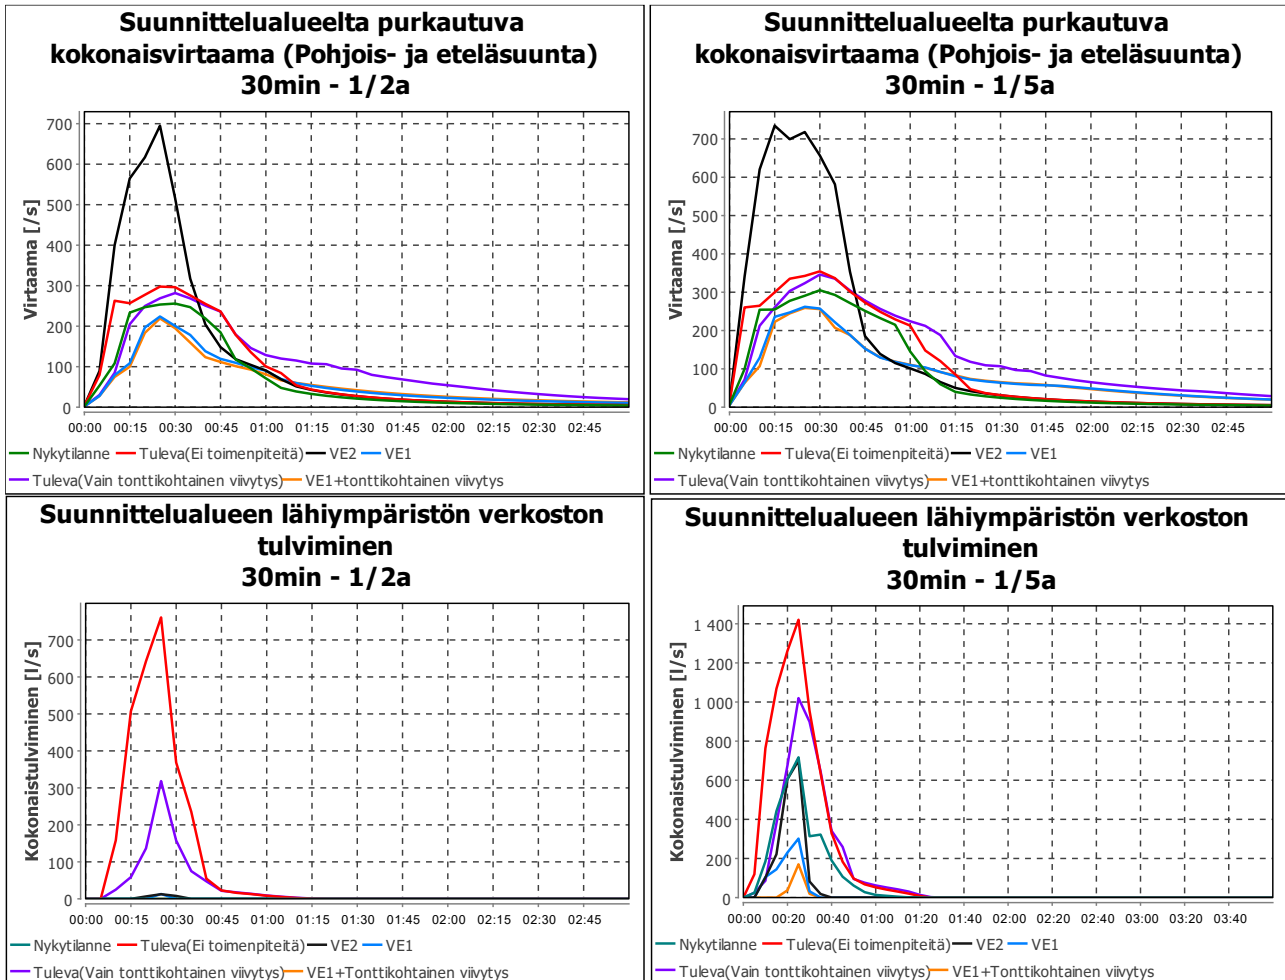 Suunnittelualueelta purkautuva
kokonaisvirtaama (Pohjois- ja eteläsuunta)
30min - 1/2a
Virtaama [/s]
700
600
500
400
300
200
100
0
00:00 00:15 00:30 00:45 01:00 01:15 01:45 02:00 02:15 02:30 02:45
Nykytilanne Tuleva(Ei toimenpiteitä) VE2 VE1
Tuleva(Vain tonttikohtainen viivytys) VE1+tonttikohtainen viivytys
Suunnittelualueelta purkautuva
kokonaisvirtaama (Pohjois- ja eteläsuunta)
30min - 1/5a
Virtaama [/s]
700
600
500
400
300
200
100
0
00:00 00:15 00:30 00:45 01:00 01:15 01:45 02:00 02:15 02:30 02:45
Nykytilanne Tuleva(Ei toimenpiteitä) VE2 VE1
Tuleva(Vain tonttikohtainen viivytys) VE1+tonttikohtainen viivytys
Suunnittelualueen lähiympäristön verkoston
tulviminen
30min - 1/2a
Kokonaistulviminen [l/s]
700
600
500
400
300
200
100
0
00:00 00:15 00:30 00:45 01:00 01:15 01:45 02:00 02:15 02:30 02:45
Nykytilanne Tuleva(Ei toimenpiteitä) VE2 VE1
Tuleva(Vain tonttikohtainen viivytys) VE1+Tonttikohtainen viivytys
Suunnittelualueen lähiympäristön verkoston
tulviminen
30min - 1/5a
Kokonaistulviminen [l/s]
1 400
1 200
1 000
800
600
400
200
0
00:00 00:20 00:40 01:00 01:20 01:40 02:00 02:20 02:40 03:00 03:20 03:40
Nykytilanne Tuleva(Ei toimenpiteitä) VE2 VE1
Tuleva(Vain tonttikohtainen viivytys) VE1+Tonttikohtainen viivytys